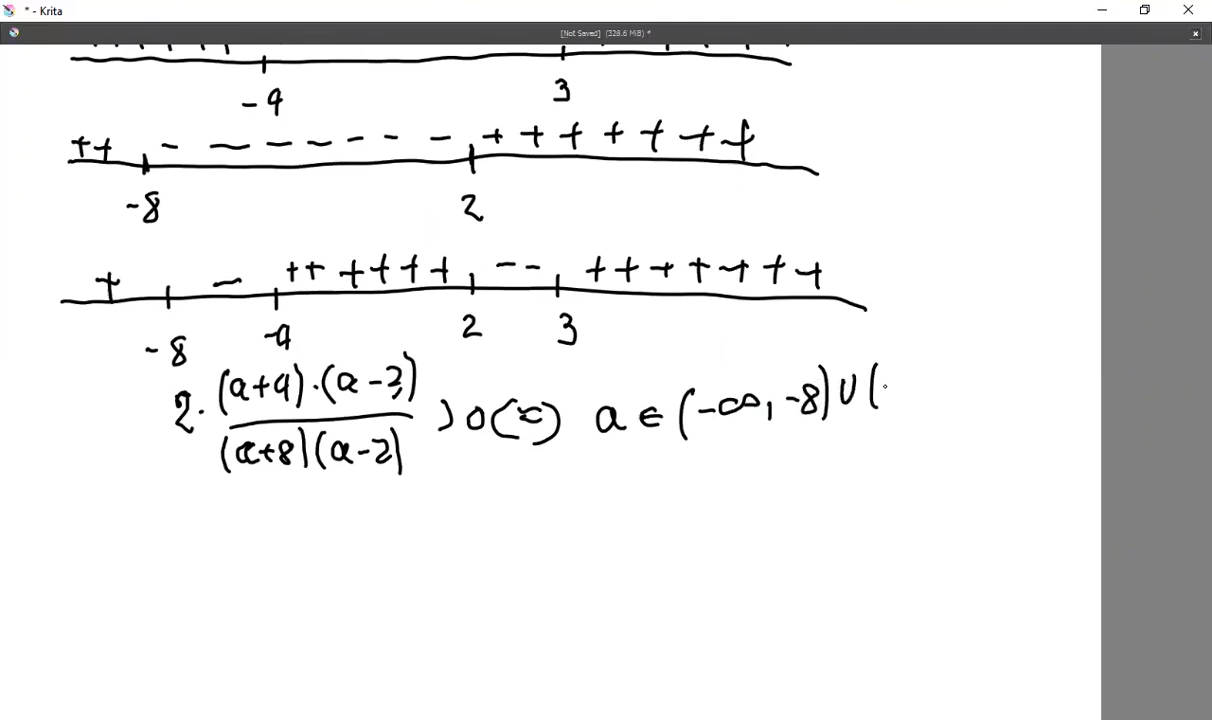 * - Krita
[Not Saved] (328.6 MiB) *
-4 3
++ - - - - - - - + + + + + + +
-8 2
+ - ++ + + + + - - + + + + + + +
-8 -4 2 3
2 · (a+4)·(a-3) / (a+8)(a-2) > 0 (=) a ∈ (-∞, -8) ∪ (